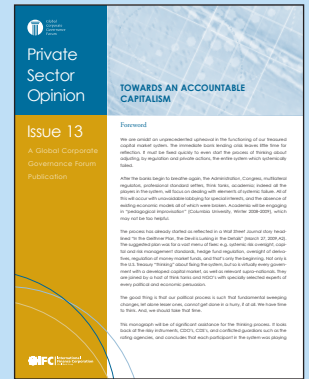 Global
Corporate
Governance
Forum
Private
Sector
Opinion
Issue 13
A Global Corporate
Governance Forum
Publication
IFC
International
Finance Corporation
TOWARDS AN ACCOUNTABLE
CAPITALISM
Foreword
We are amidst an unprecedented upheaval in the functioning of our treasured
capital market system. The immediate bank lending crisis leaves little time for
reflection. It must be fixed quickly to even start the process of thinking about
adjusting, by regulation and private actions, the entire system which systemically
failed.
After the banks begin to breathe again, the Administration, Congress, multilateral
regulators, professional standard setters, think tanks, academia, indeed all the
players in the system, will focus on dealing with elements of systemic failure. All of
this will occur with unavoidable lobbying for special interests, and the absence of
existing economic models all of which were broken. Academia will be engaging
in "pedagogical improvisation" (Columbia University, Winter 2008-2009), which
may not be too helpful.
The process has already started as reflected in a Wall Street Journal story head-
lined "In the Geithner Plan, the Devil is Lurking in the Details" (March 27, 2009 A2).
The suggested plan was for a vast menu of fixes: e.g. systemic risk oversight, capi-
tal and risk management standards, hedge fund regulation, oversight of deriva-
tives, regulation of money market funds, and that's only the beginning. Not only is
the U.S. Treasury "thinking" about fixing the system, but so is virtually every govern-
ment with a developed capital market, as well as relevant supra-nationals. They
are joined by a host of think tanks and NGO's with specially selected experts of
every political and economic persuasion.
The good thing is that our political process is such that fundamental sweeping
changes, let alone lesser ones, cannot get done in a hurry, if at all. We have time
to think. And, we should take that time.
This monograph will be of significant assistance for the thinking process. It looks
back at the key instruments, CDO's, CDS's, and conflicted guardians such as the
rating agencies, and concludes that each participant in the system was playing